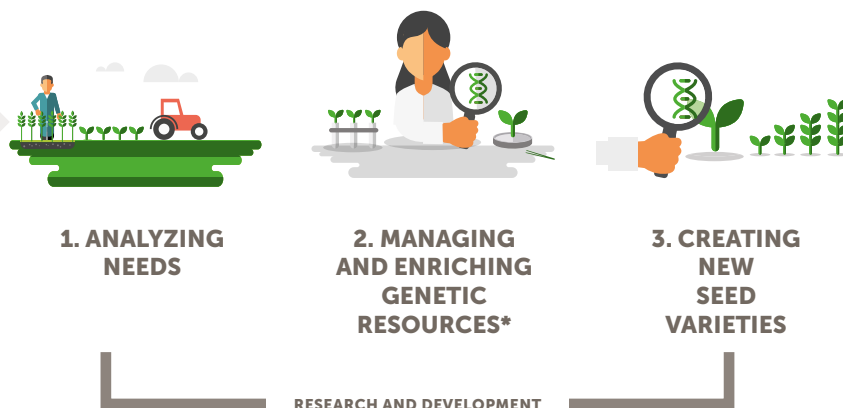 1. ANALYZING
NEEDS
2. MANAGING
AND ENRICHING
GENETIC
RESOURCES*
3. CREATING
NEW
SEED
VARIETIES
RESEARCH AND DEVELOPMENT